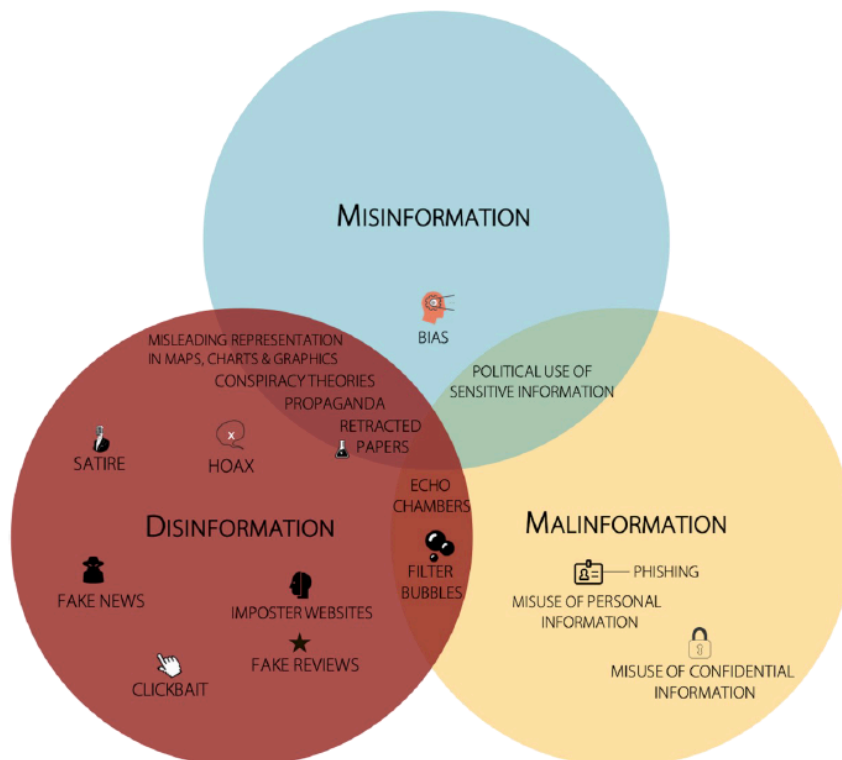 MISINFORMATION
BIAS
MISLEADING REPRESENTATION
IN MAPS, CHARTS & GRAPHICS
CONSPIRACY THEORIES
PROPAGANDA
RETRACTED
PAPERS
POLITICAL USE OF
SENSITIVE INFORMATION
SATIRE
X
HOAX
DISINFORMATION
FAKE NEWS
IMPOSTER WEBSITES
FAKE REVIEWS
CLICKBAIT
ECHO
CHAMBERS
FILTER
BUBBLES
MALINFORMATION
PHISHING
MISUSE OF PERSONAL
INFORMATION
MISUSE OF CONFIDENTIAL
INFORMATION